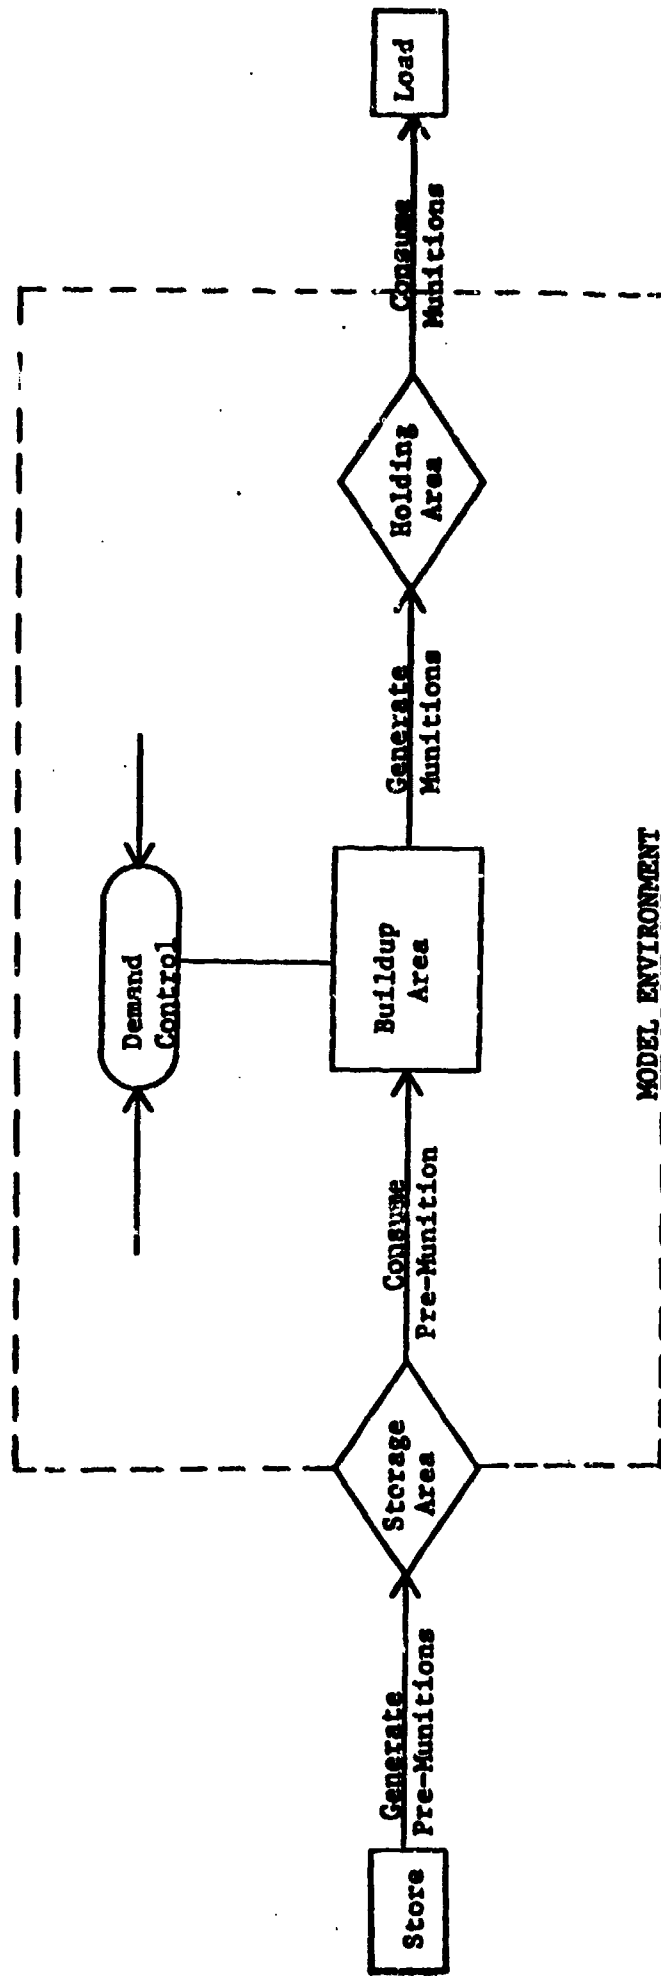 Demand
Control
Store
Generate
Pre-Munitions
Storage
Area
Consume
Pre-Munition
Buildup
Area
Generate
Munitions
Holding
Area
Consume
Munitions
Load
MODEL ENVIRONMENT